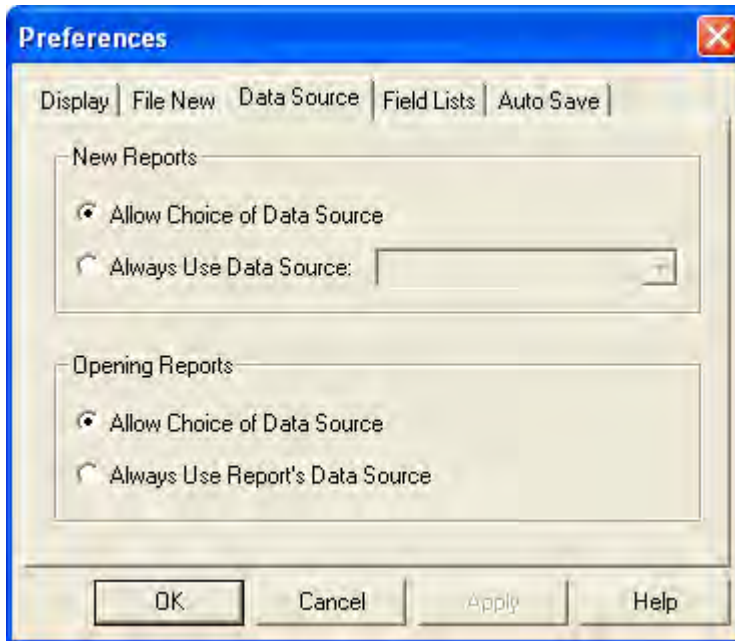 Preferences
Display File New Data Source Field Lists Auto Save
New Reports
Allow Choice of Data Source
Always Use Data Source:
Opening Reports
Allow Choice of Data Source
Always Use Report's Data Source
OK Cancel Apply Help